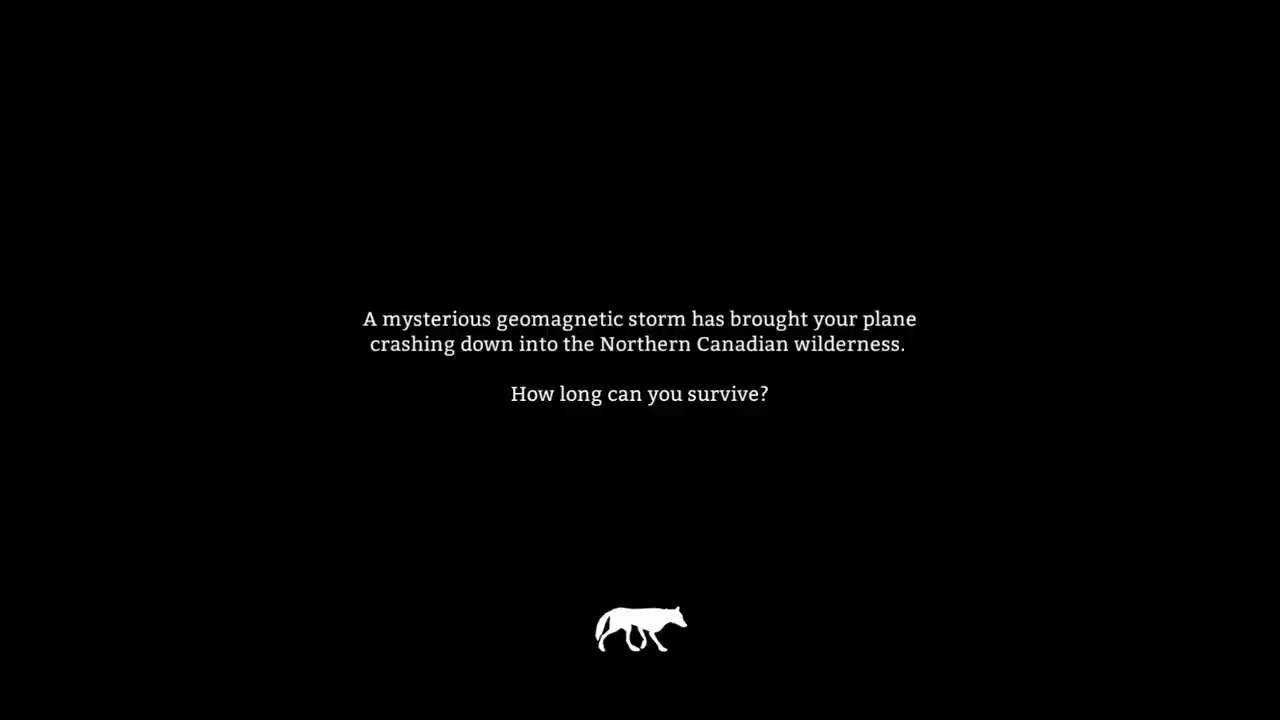 A mysterious geomagnetic storm has brought your plane
crashing down into the Northern Canadian wilderness.
How long can you survive?